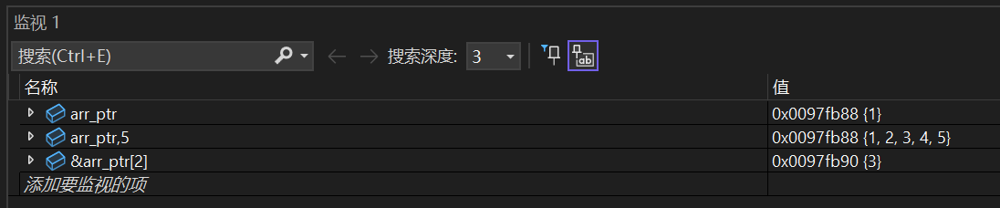 监视 1
搜索(Ctrl+E) 搜索深度: 3 ab
名称 值
arr_ptr 0x0097fb88 {1}
arr_ptr,5 0x0097fb88 {1, 2, 3, 4, 5}
&arr_ptr[2] 0x0097fb90 {3}
添加要监视的项